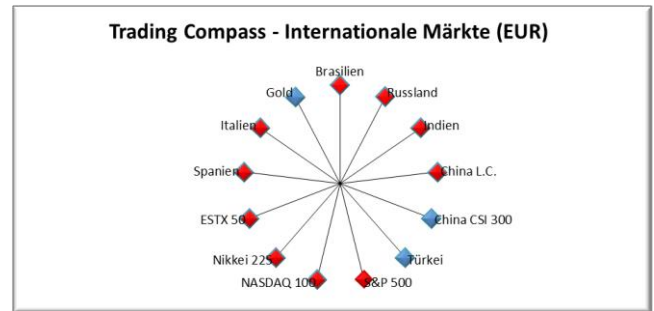 Trading Compass - Internationale Märkte (EUR)
Brasilien
Gold
Russland
Italien
Indien
Spanien
China L.C.
ESTX 50
China CSI 300
Nikkei 225
Türkei
NASDAQ 100
S&P 500